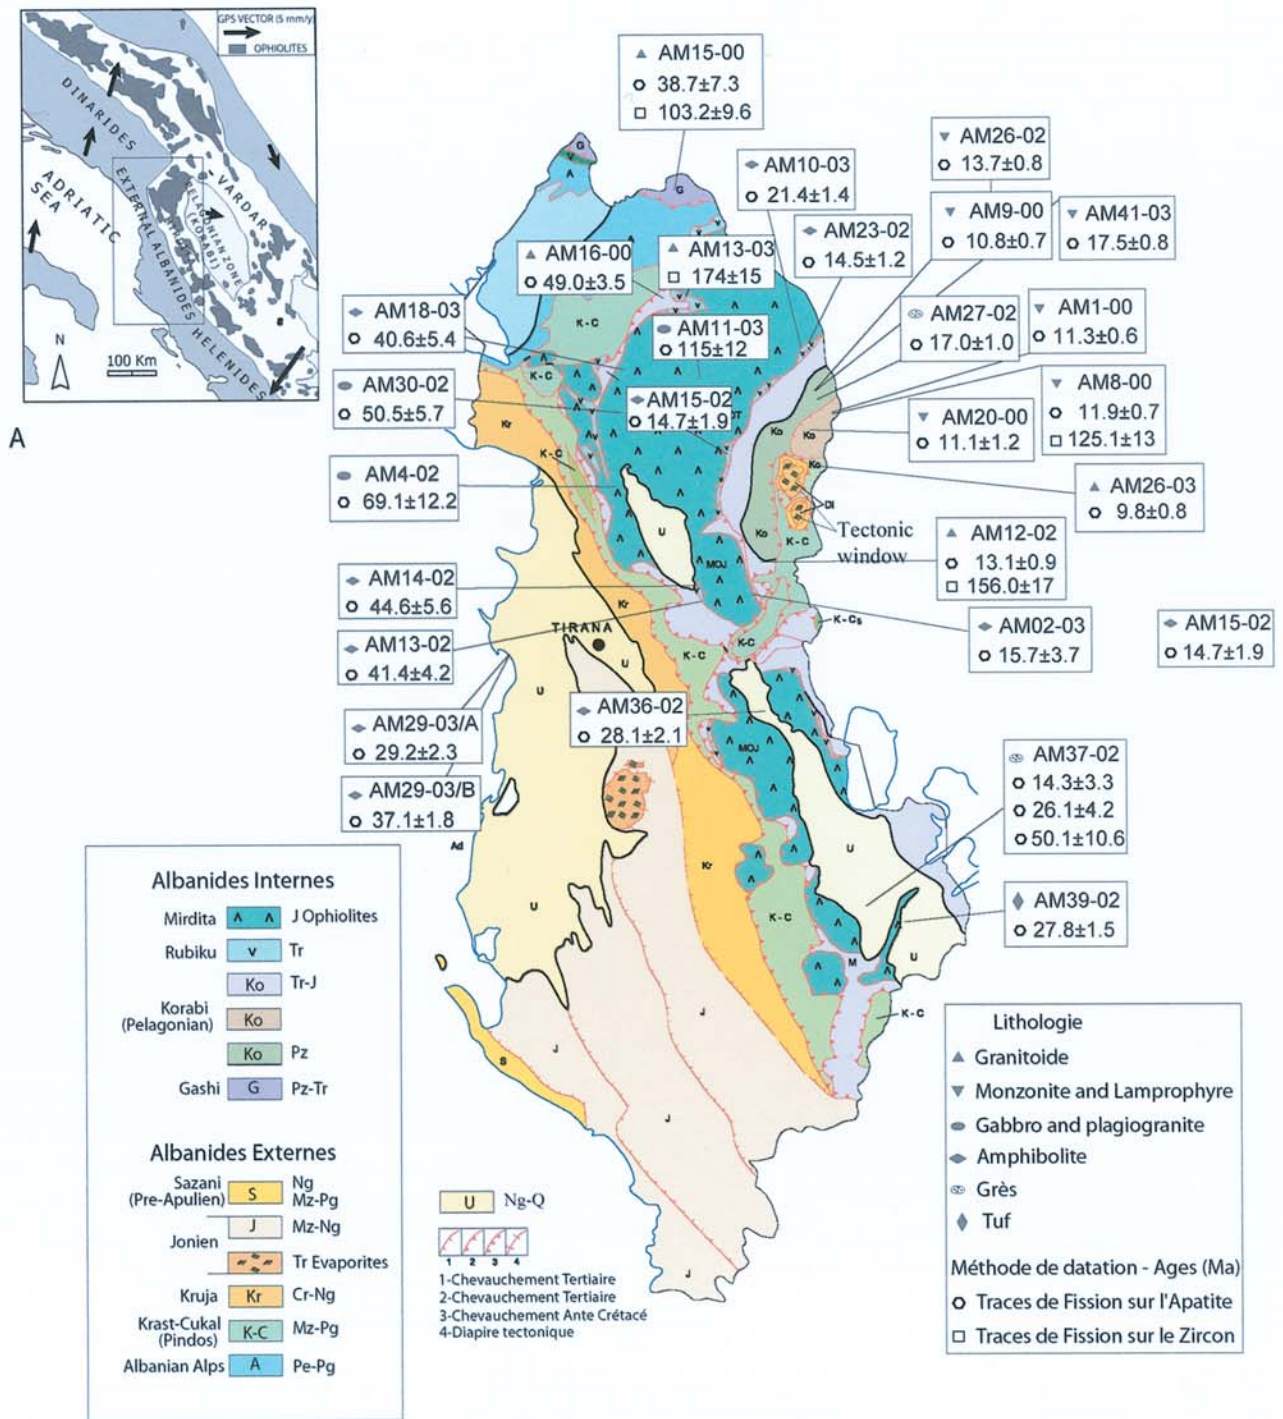 GPS VECTOR (5 mm/y)
OPHIOLITES
DINARIDES
ADRIATIC
SEA
EXTERNAL ALBANIDES
HELENIDES
VARDAR
PELAGONIAN ZONE
(KORABI)
N
100 Km
A
AM15-00
38.7±7.3
103.2±9.6
AM26-02
13.7±0.8
AM10-03
21.4±1.4
AM9-00
10.8±0.7
AM41-03
17.5±0.8
AM23-02
14.5±1.2
AM16-00
49.0±3.5
AM13-03
174±15
AM18-03
40.6±5.4
AM11-03
115±12
AM27-02
17.0±1.0
AM1-00
11.3±0.6
AM30-02
50.5±5.7
AM15-02
14.7±1.9
AM8-00
11.9±0.7
125.1±13
AM20-00
11.1±1.2
AM4-02
69.1±12.2
AM26-03
9.8±0.8
DI
Tectonic
window
AM12-02
13.1±0.9
156.0±17
AM14-02
44.6±5.6
AM13-02
41.4±4.2
AM02-03
15.7±3.7
AM15-02
14.7±1.9
TIRANA
AM36-02
28.1±2.1
AM29-03/A
29.2±2.3
AM29-03/B
37.1±1.8
AM37-02
14.3±3.3
26.1±4.2
50.1±10.6
AM39-02
27.8±1.5
G
V
A
G
K-C
K-C
Kr
K-C
Ko
Ko
Ko
Ko
K-C
U
MOJ
Kr
K-Cs
K-C
K-C
U
U
MOJ
Ad
Kr
U
U
K-C
M
U
K-C
J
J
S
J
J
Albanides Internes
Mirdita Λ Λ J Ophiolites
Rubiku v Tr
Ko Tr-J
Korabi
(Pelagonian) Ko
Ko Pz
Gashi G Pz-Tr
Albanides Externes
Sazani
(Pre-Apulien) S Ng
Mz-Pg
Jonien J Mz-Ng
Tr Evaporites
Kruja Kr Cr-Ng
Krast-Cukal
(Pindos) K-C Mz-Pg
Albanian Alps A Pe-Pg
U Ng-Q
1 2 3 4
1-Chevauchement Tertiaire
2-Chevauchement Tertiaire
3-Chevauchement Ante Crétacé
4-Diapire tectonique
Lithologie
Granitoide
Monzonite and Lamprophyre
Gabbro and plagiogranite
Amphibolite
Grès
Tuf
Méthode de datation - Ages (Ma)
Traces de Fission sur l'Apatite
Traces de Fission sur le Zircon